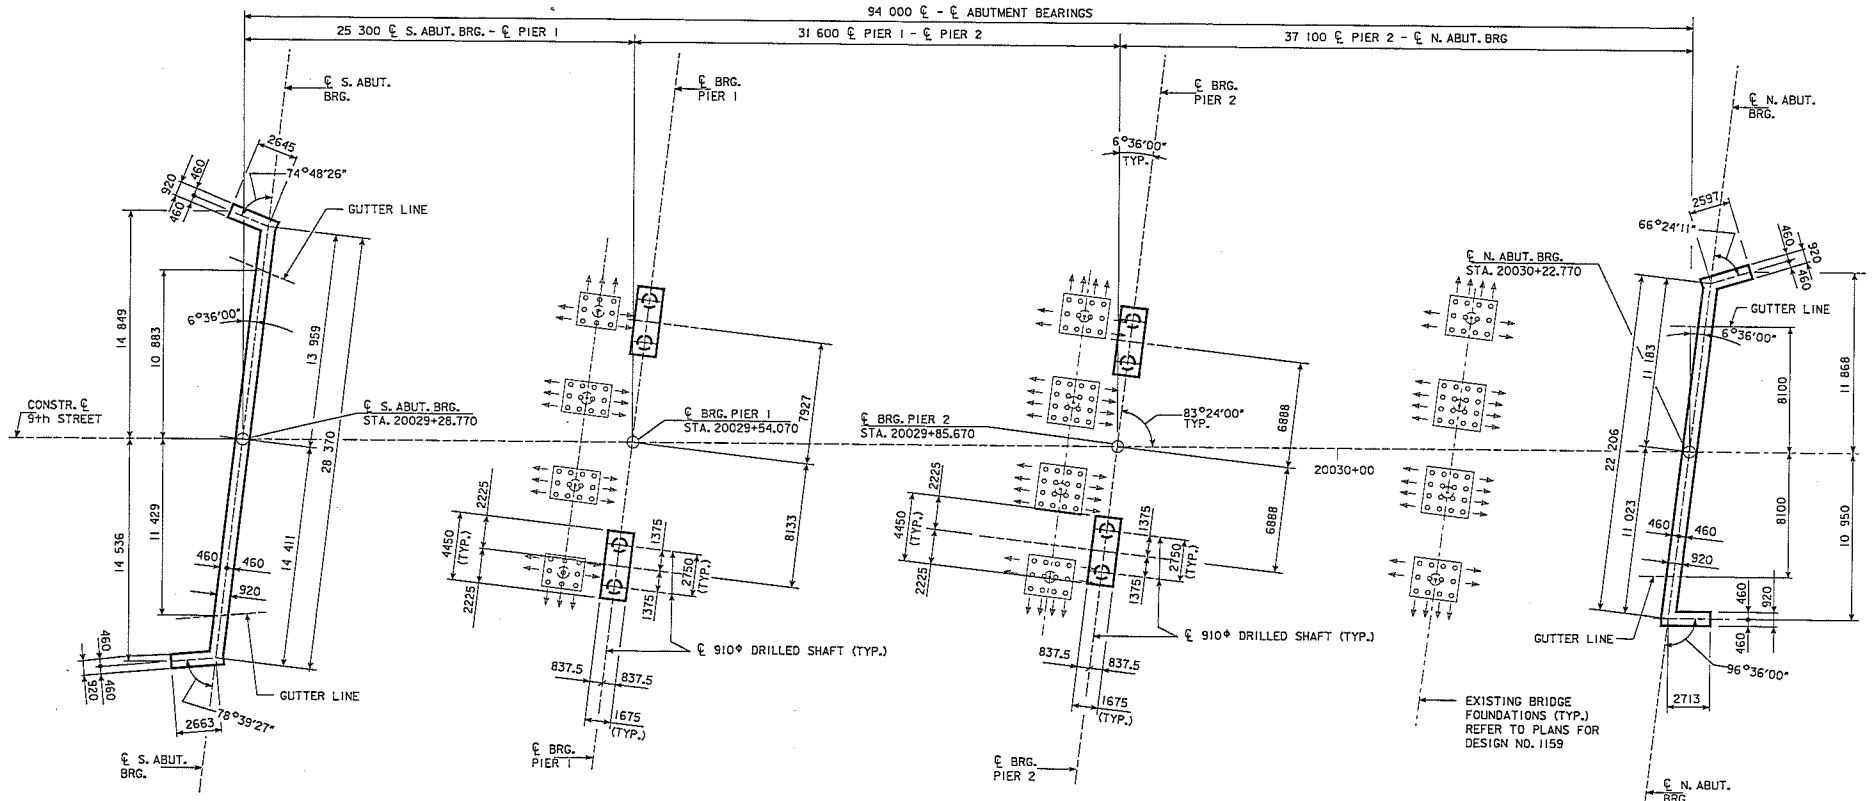 94 000 ℄ - ℄ ABUTMENT BEARINGS
25 300 ℄ S. ABUT. BRG. - ℄ PIER 1
31 600 ℄ PIER 1 - ℄ PIER 2
37 100 ℄ PIER 2 - ℄ N. ABUT. BRG
℄ S. ABUT.
BRG.
℄ BRG.
PIER 1
℄ BRG.
PIER 2
℄ N. ABUT.
BRG.
6°36'00"
TYP.
2645
74°48'26"
920
460
460
GUTTER LINE
14 849
10 883
6°36'00"
13 959
28 370
CONSTR. ℄
9th STREET
℄ S. ABUT. BRG.
STA. 20029+28.770
℄ BRG. PIER 1
STA. 20029+54.070
℄ BRG. PIER 2
STA. 20029+85.670
83°24'00"
TYP.
7927
6888
20030+00
℄ N. ABUT. BRG.
STA. 20030+22.770
2597
66°24'11"
460
920
460
GUTTER LINE
6°36'00"
11 183
8100
11 868
22 206
14 536
11 429
460
460
920
14 411
460
920
460
78°39'27"
2663
GUTTER LINE
℄ S. ABUT.
BRG.
2225
4450
(TYP.)
2225
1375
2750
(TYP.)
1375
8133
℄ 910⌀ DRILLED SHAFT (TYP.)
837.5
837.5
1675
(TYP.)
℄ BRG.
PIER 1
2225
4450
(TYP.)
2225
1375
2750
(TYP.)
1375
6888
℄ 910⌀ DRILLED SHAFT (TYP.)
837.5
837.5
1675
(TYP.)
℄ BRG.
PIER 2
11 023
460
460
920
8100
10 950
460
920
460
GUTTER LINE
96°36'00"
2713
EXISTING BRIDGE
FOUNDATIONS (TYP.)
REFER TO PLANS FOR
DESIGN NO. 1159
℄ N. ABUT.
BRG.